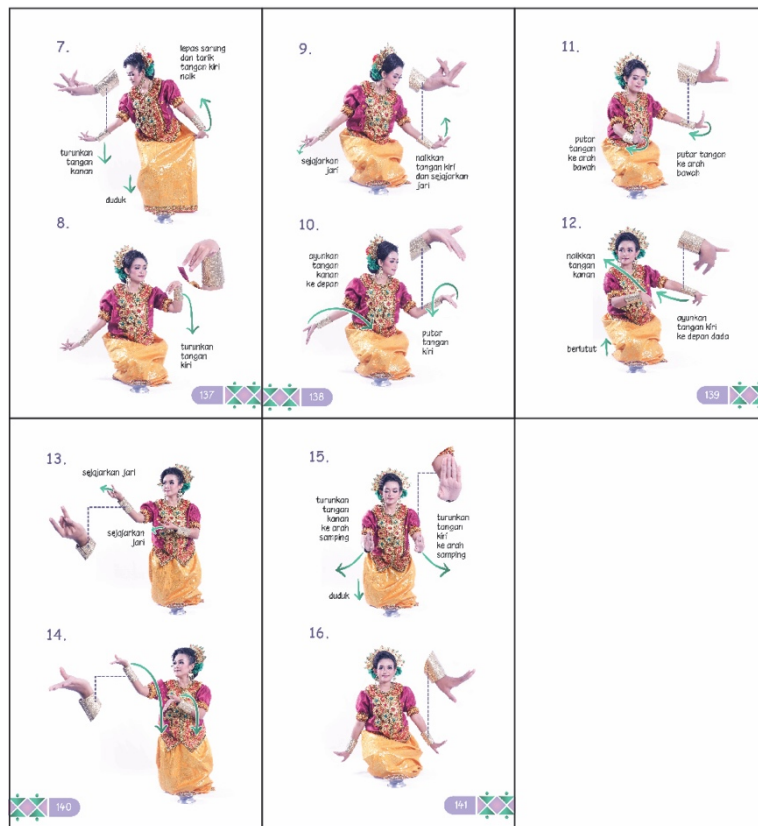 7.
lepas sarung
dan tarik
tangan kiri
naik
turunkan
tangan
kanan
duduk
8.
turunkan
tangan
kiri
137
9.
sejajarkan
jari
naikkan
tangan kiri
dan sejajarkan
jari
10.
ayunkan
tangan
kanan
ke depan
putar
tangan
kiri
138
11.
putar
tangan
ke arah
bawah
putar tangan
ke arah
bawah
12.
naikkan
tangan
kanan
ayunkan
tangan kiri
ke depan dada
berlutut
139
13.
sejajarkan jari
sejajarkan
jari
14.
140
15.
turunkan
tangan
kanan
ke arah
samping
turunkan
tangan
kiri
ke arah
samping
duduk
16.
141